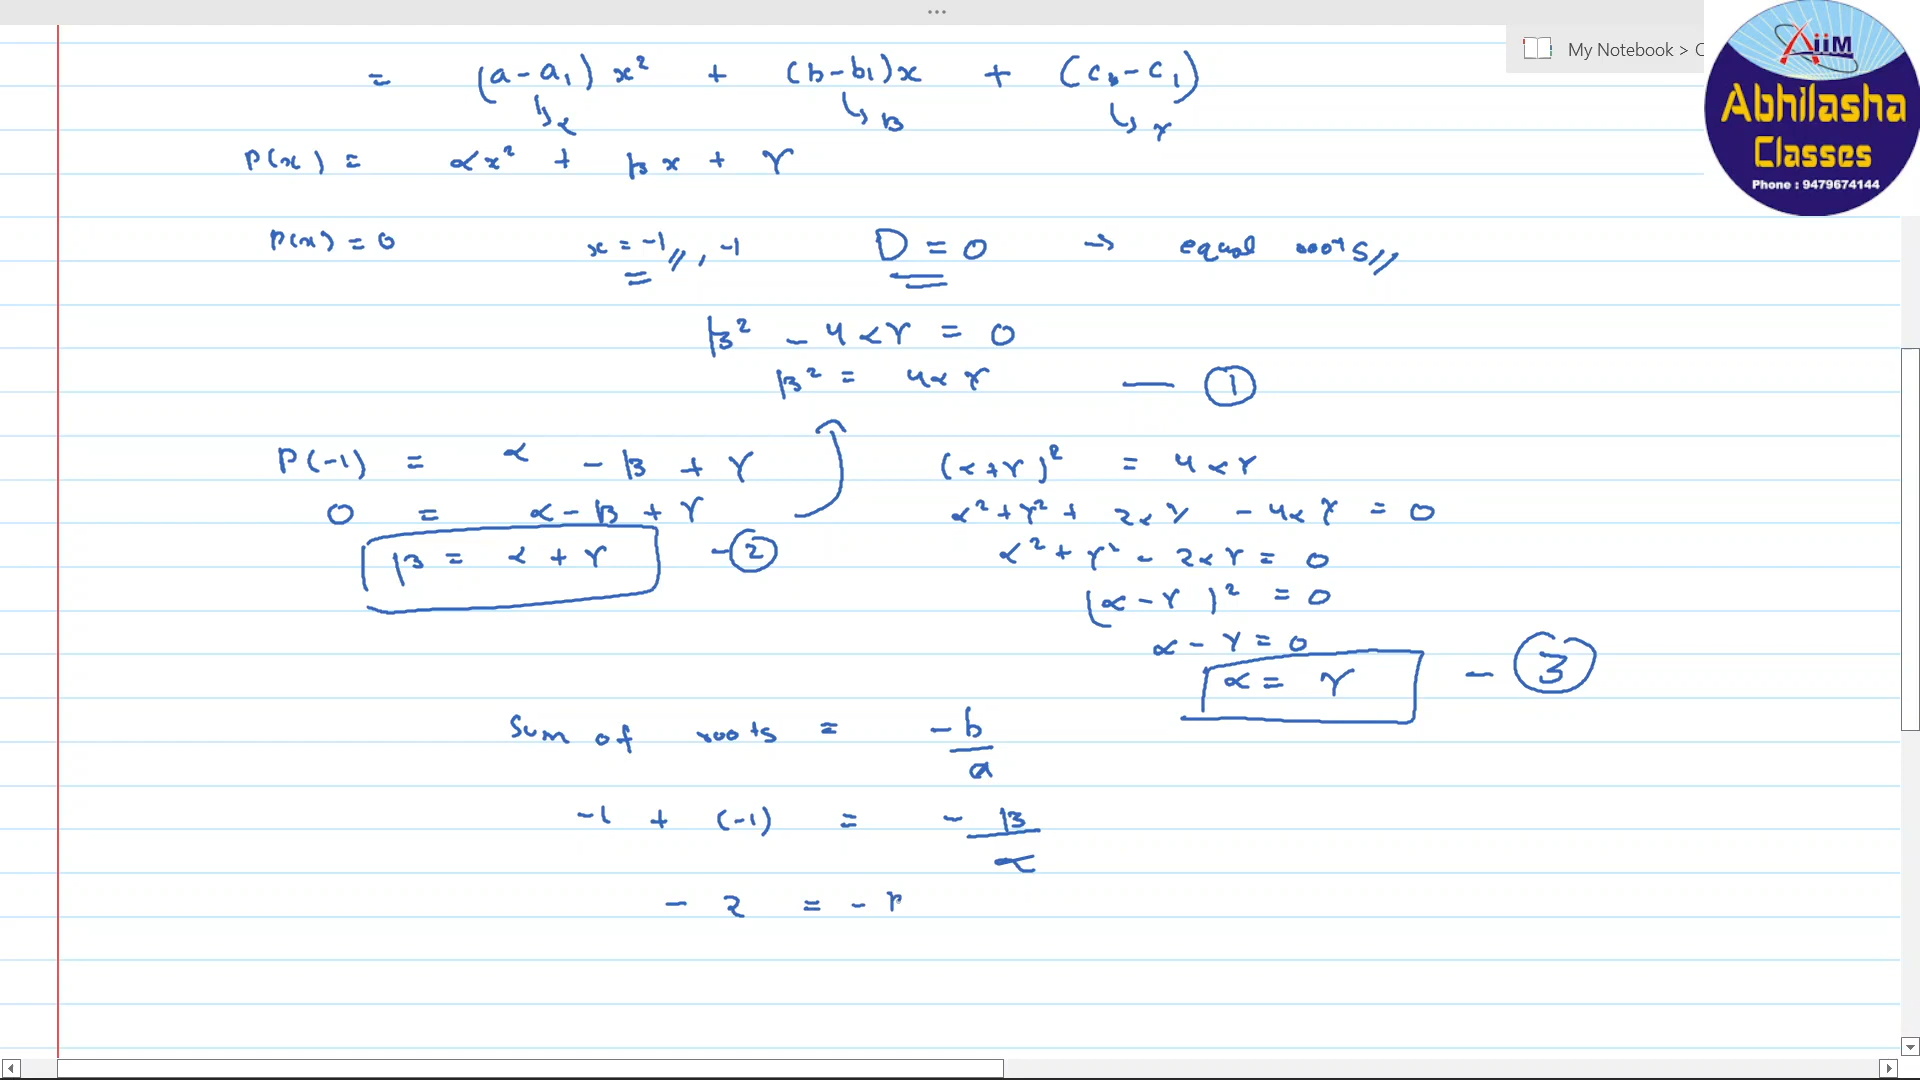 My Notebook > C
AiiM
Abhilasha
Classes
Phone : 9479674144
= (a - a₁) x² + (b - b₁)x + (c - c₁)
↳ α ↳ β ↳ γ
P(x) = αx² + βx + γ
P(x) = 0 x = -1, -1 D = 0 → equal roots
β² - 4αγ = 0
β² = 4αγ — ①
P(-1) = α - β + γ (α+γ)² = 4αγ
0 = α - β + γ α² + γ² + 2αγ - 4αγ = 0
β = α + γ - ② α² + γ² - 2αγ = 0
(α - γ)² = 0
α - γ = 0
α = γ - ③
Sum of roots = -b/a
-1 + (-1) = -β/α
- 2 = -